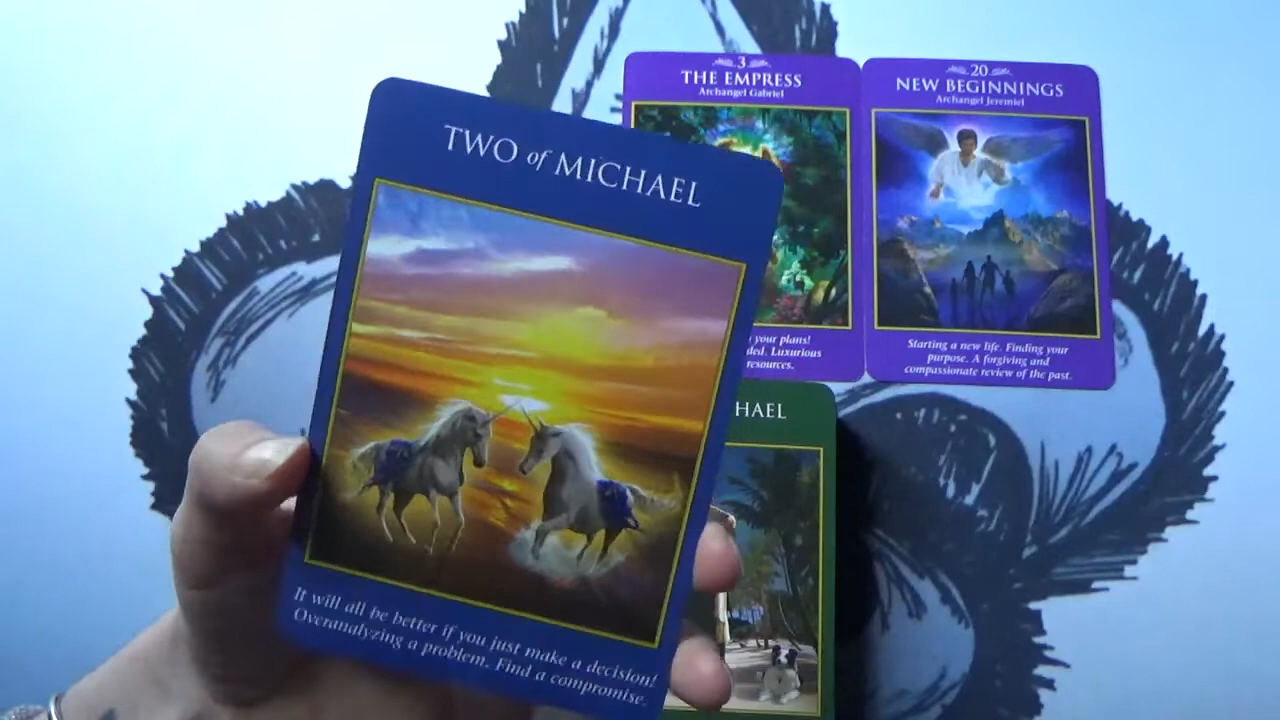 3
THE EMPRESS
Archangel Gabriel
20
NEW BEGINNINGS
Archangel Jeremiel
TWO of MICHAEL
your plans!
Luxurious
resources.
Starting a new life. Finding your
purpose. A forgiving and
compassionate review of the past.
It will all be better if you just make a decision!
Overanalyzing a problem. Find a compromise.